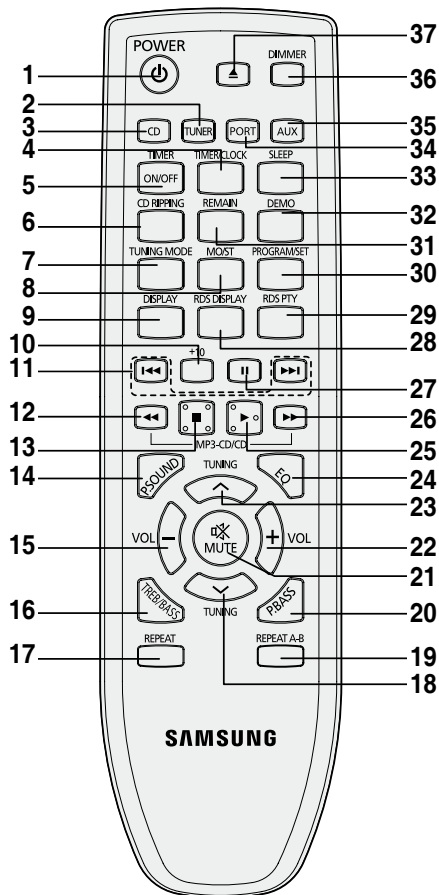 POWER
DIMMER
37
1
36
2
3
CD
TUNER
PORT
AUX
35
34
4
TIMER
TIMER/CLOCK
SLEEP
33
5
ON/OFF
6
CD RIPPING
REMAIN
DEMO
32
31
7
TUNING MODE
MO/ST
PROGRAM/SET
30
8
9
DISPLAY
RDS DISPLAY
RDS PTY
29
28
10
+10
11
27
12
26
13
MP3-CD/CD
25
14
P.SOUND
TUNING
EQ
24
23
15
VOL
−
MUTE
+
VOL
22
21
16
TREB/BASS
TUNING
P.BASS
20
17
REPEAT
REPEAT A-B
19
18
SAMSUNG